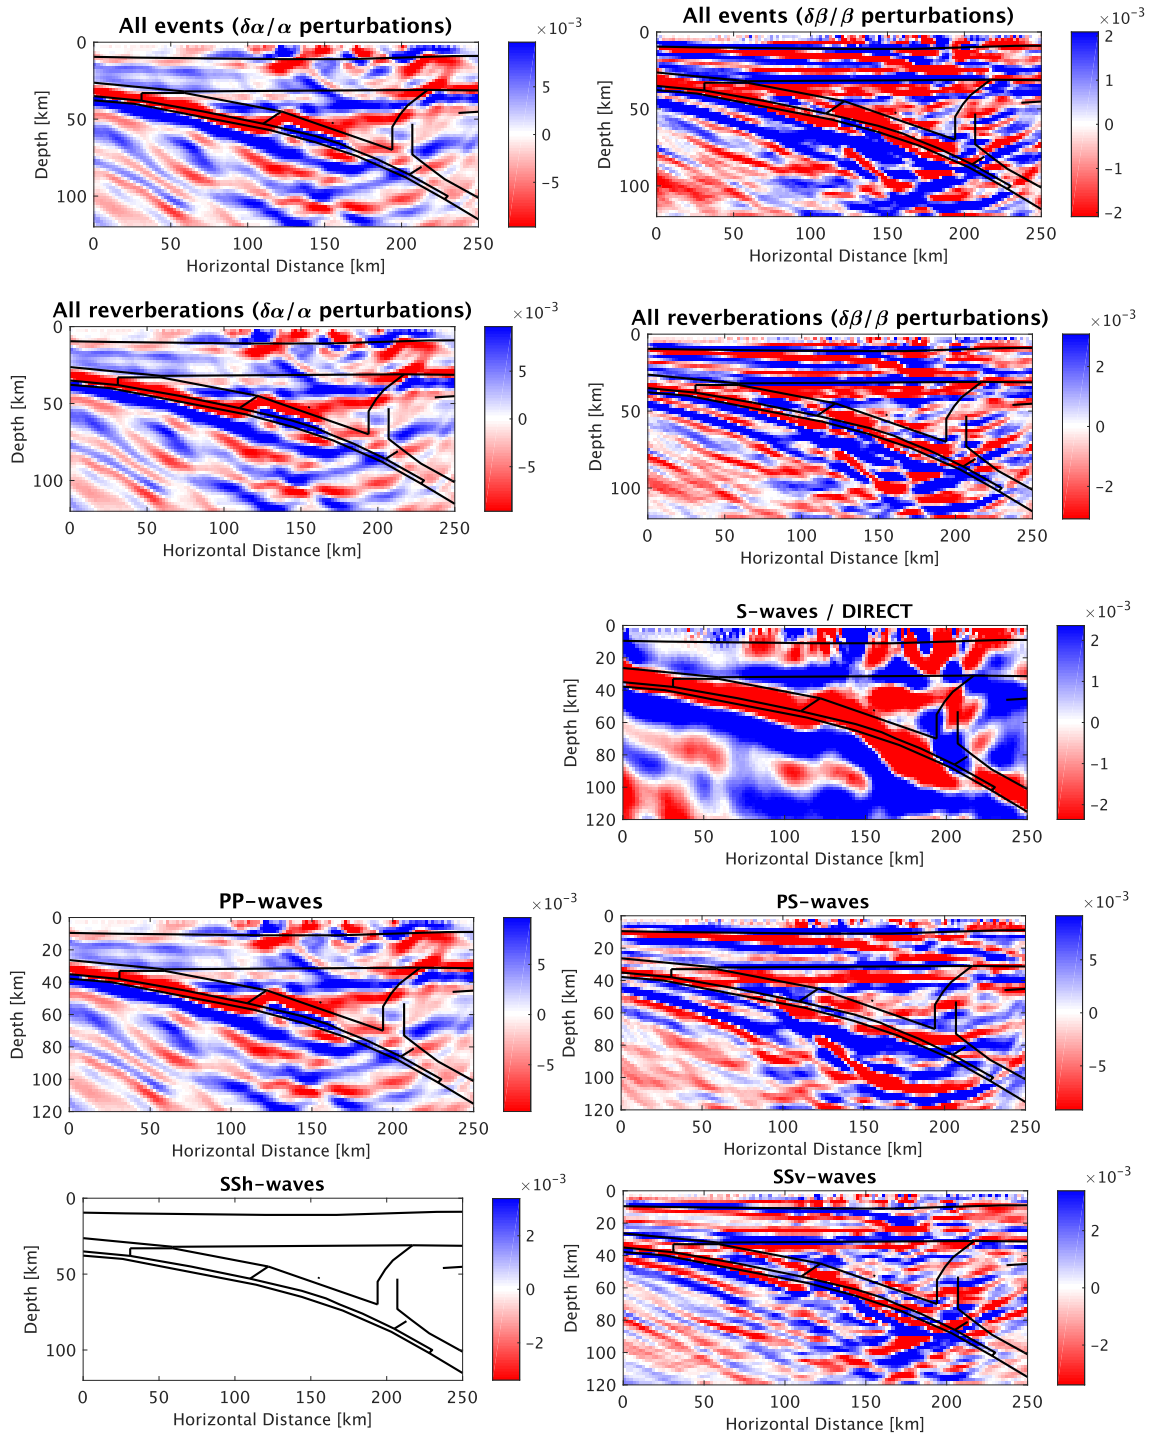 All events (δα/α perturbations)
×10⁻³
0
50
100
Depth [km]
0 50 100 150 200 250
Horizontal Distance [km]
5
0
−5
All events (δβ/β perturbations)
×10⁻³
0
50
100
Depth [km]
0 50 100 150 200 250
Horizontal Distance [km]
2
1
0
−1
−2
All reverberations (δα/α perturbations)
×10⁻³
0
50
100
Depth [km]
0 50 100 150 200 250
Horizontal Distance [km]
5
0
−5
All reverberations (δβ/β perturbations)
×10⁻³
0
50
100
Depth [km]
0 50 100 150 200 250
Horizontal Distance [km]
2
0
−2
S−waves / DIRECT
×10⁻³
0
20
40
60
80
100
120
Depth [km]
0 50 100 150 200 250
Horizontal Distance [km]
2
1
0
−1
−2
PP−waves
×10⁻³
0
20
40
60
80
100
120
Depth [km]
0 50 100 150 200 250
Horizontal Distance [km]
5
0
−5
PS−waves
×10⁻³
0
20
40
60
80
100
120
Depth [km]
0 50 100 150 200 250
Horizontal Distance [km]
5
0
−5
SSh−waves
×10⁻³
0
50
100
Depth [km]
0 50 100 150 200 250
Horizontal Distance [km]
2
0
−2
SSv−waves
×10⁻³
0
20
40
60
80
100
120
Depth [km]
0 50 100 150 200 250
Horizontal Distance [km]
2
0
−2